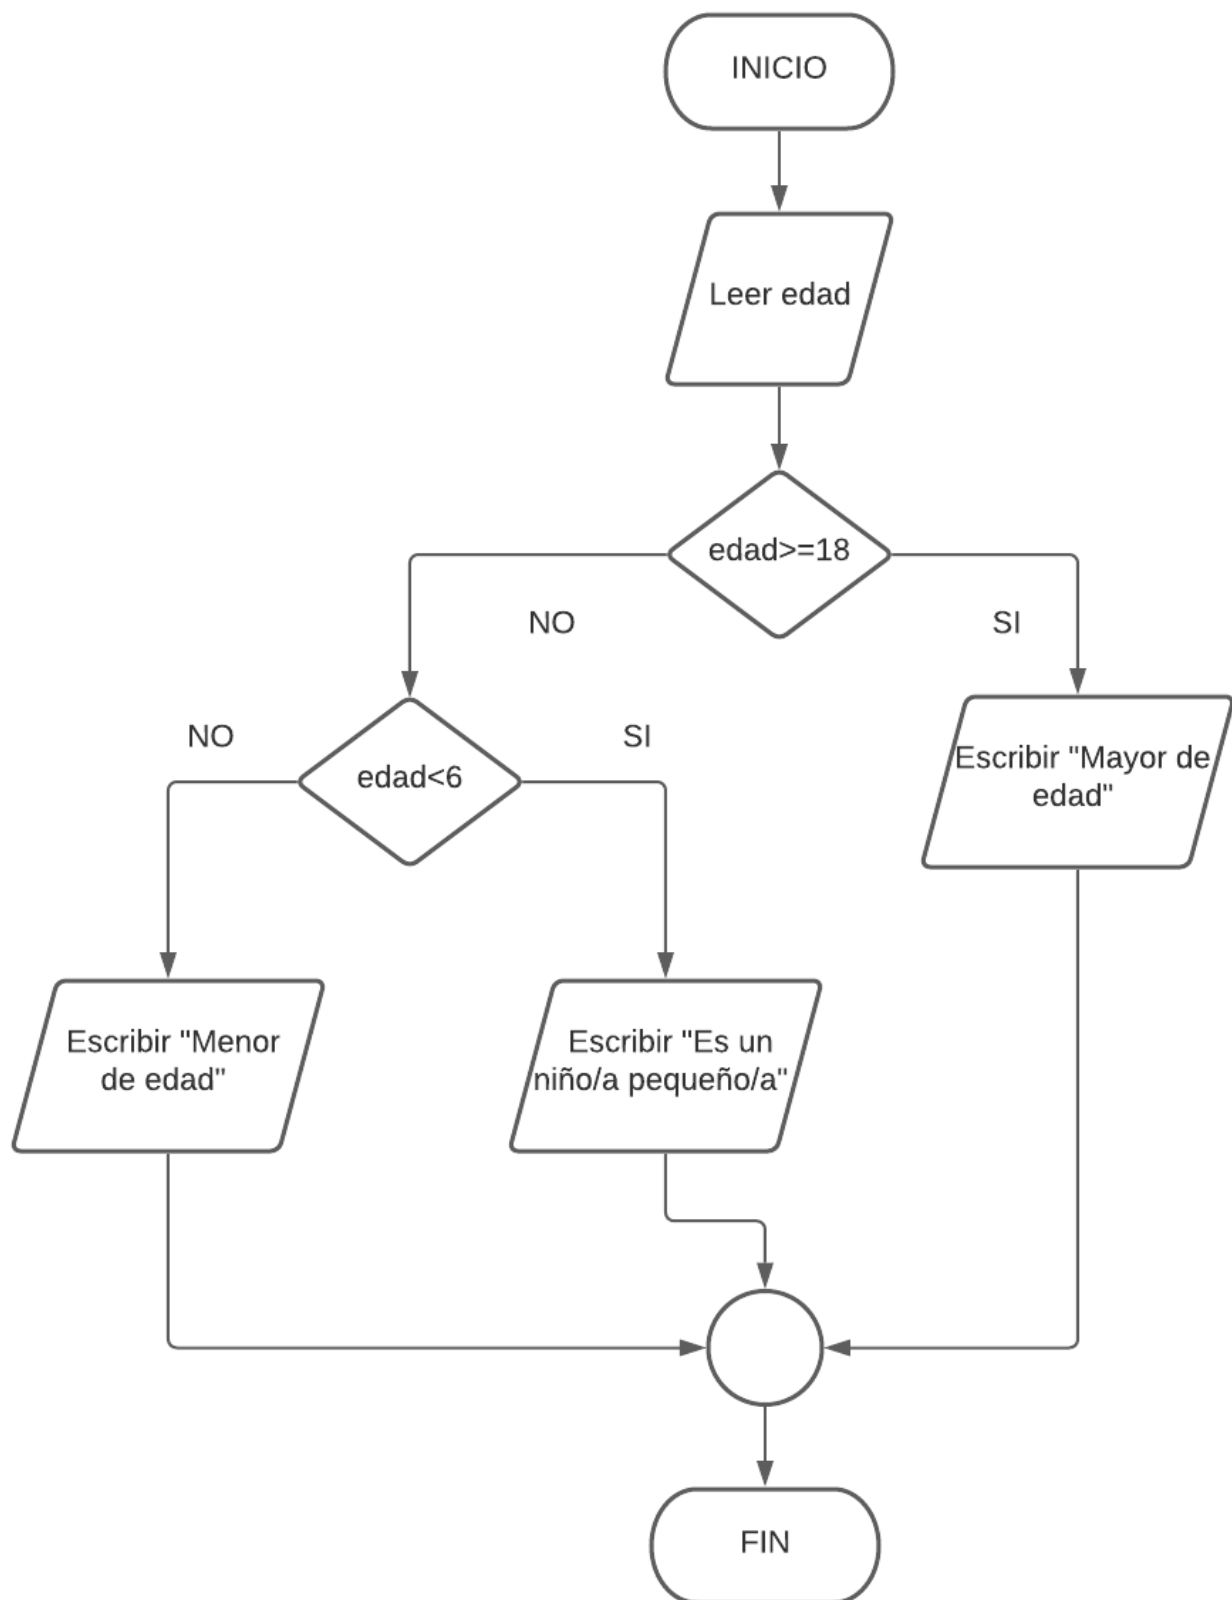 INICIO
Leer edad
edad>=18
NO
SI
NO
SI
edad<6
Escribir "Mayor de
edad"
Escribir "Menor
de edad"
Escribir "Es un
niño/a pequeño/a"
FIN